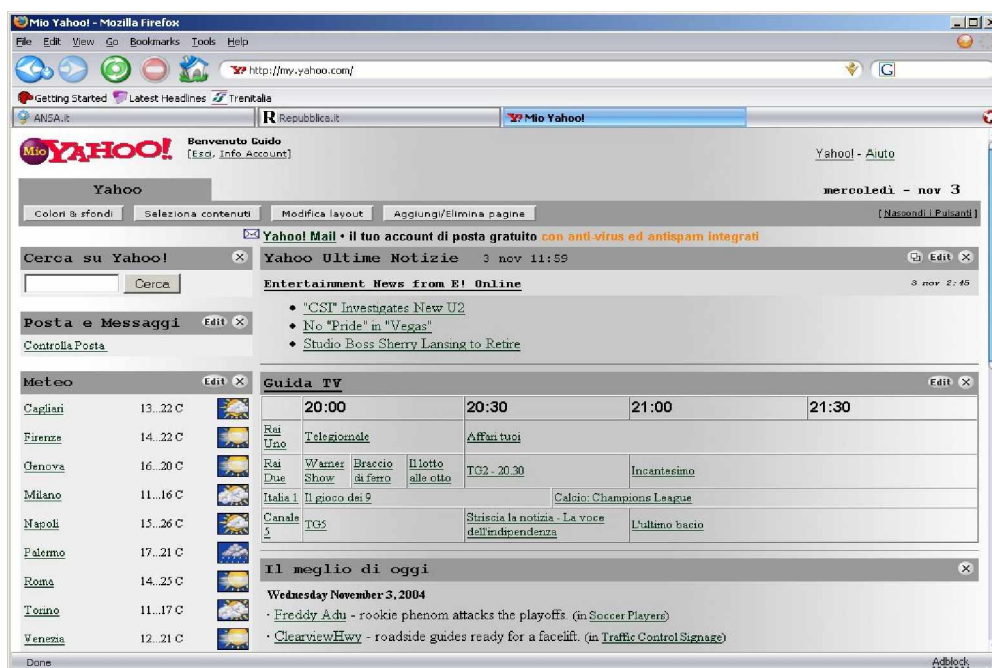 Mio Yahoo! - Mozilla Firefox
File Edit View Go Bookmarks Tools Help
http://my.yahoo.com/ G
Getting Started Latest Headlines Trenitalia
ANSA.it R Repubblica.it Mio Yahoo!
Mio YAHOO! Benvenuto Guido
[Esci, Info Account]
Yahoo! - Aiuto
Yahoo mercoledì - nov 3
Colori & sfondi Seleziona contenuti Modifica layout Aggiungi/Elimina pagine [Nascondi i Pulsanti]
Yahoo! Mail • il tuo account di posta gratuito con anti-virus ed antispam integrati
Cerca su Yahoo!
Cerca
Posta e Messaggi Edit
Controlla Posta
Meteo Edit
Cagliari 13...22 C
Firenze 14...22 C
Genova 16...20 C
Milano 11...16 C
Napoli 15...26 C
Palermo 17...21 C
Roma 14...25 C
Torino 11...17 C
Venezia 12...21 C
Yahoo Ultime Notizie 3 nov 11:59 Edit
Entertainment News from E! Online 3 nov 2:45
• "CSI" Investigates New U2
• No "Pride" in "Vegas"
• Studio Boss Sherry Lansing to Retire
Guida TV Edit
20:00 20:30 21:00 21:30
Rai Uno Telegiornale Affari tuoi
Rai Due Warner Show Braccio di ferro Il lotto alle otto TG2 - 20.30 Incantesimo
Italia 1 Il gioco dei 9 Calcio: Champions League
Canale 5 TG5 Striscia la notizia - La voce dell'indipendenza L'ultimo bacio
Il meglio di oggi
Wednesday November 3, 2004
· Freddy Adu - rookie phenom attacks the playoffs. (in Soccer Players)
· ClearviewHwy - roadside guides ready for a facelift. (in Traffic Control Signage)
Done Adblock